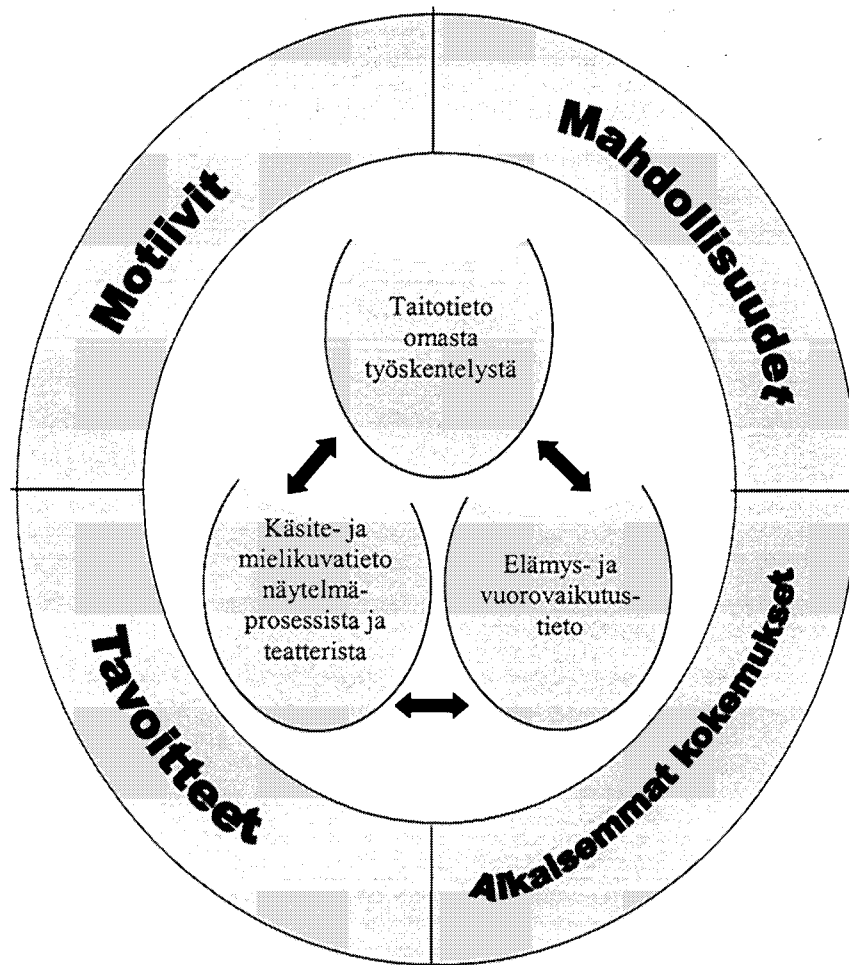 Motiivit
Mahdollisuudet
Taitotieto
omasta
työskentelystä
Käsite- ja
mielikuvatieto
näytelmä-
prosessista ja
teatterista
Elämys- ja
vuorovaikutus-
tieto
Tavoitteet
Aikaisemmat kokemukset